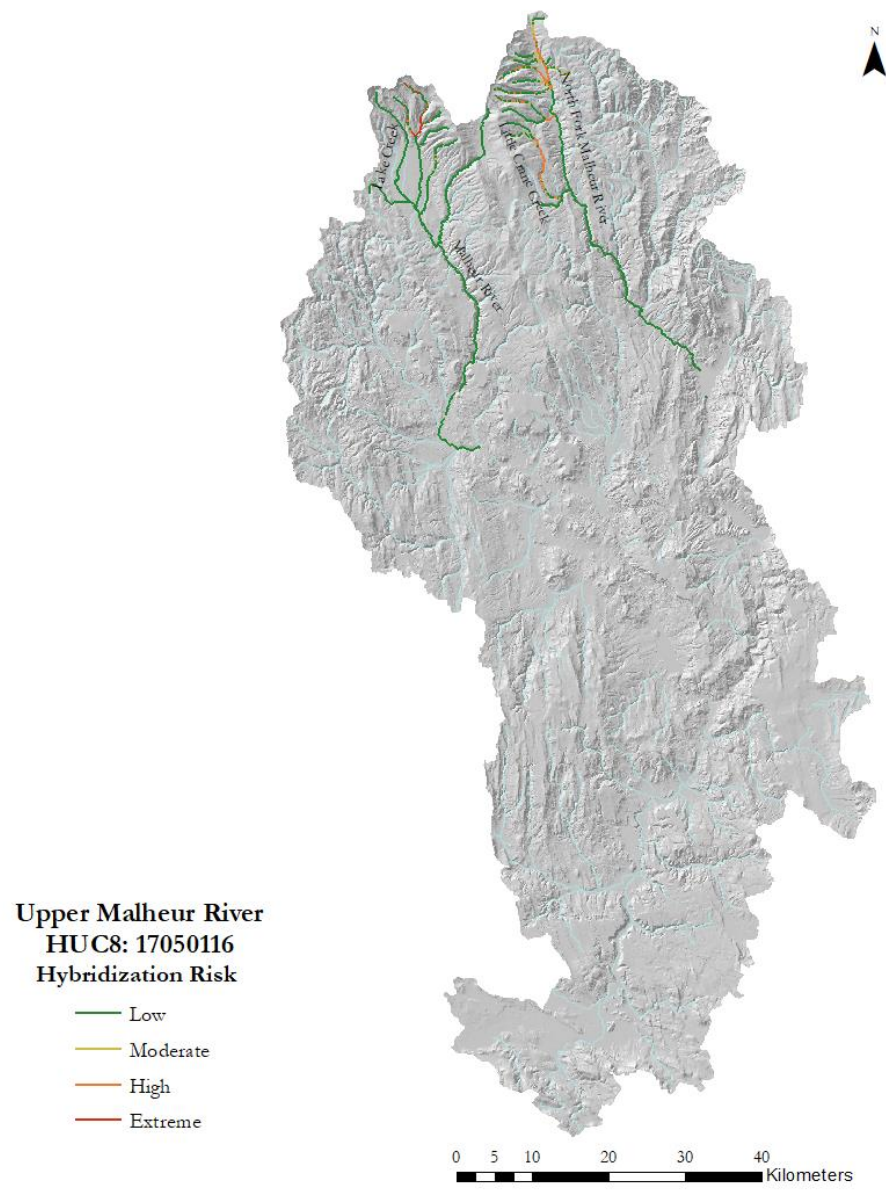 N
North Fork Malheur River
Lake Creek
Little Crane Creek
Malheur River
Upper Malheur River
HUC8: 17050116
Hybridization Risk
Low
Moderate
High
Extreme
0 5 10 20 30 40
Kilometers